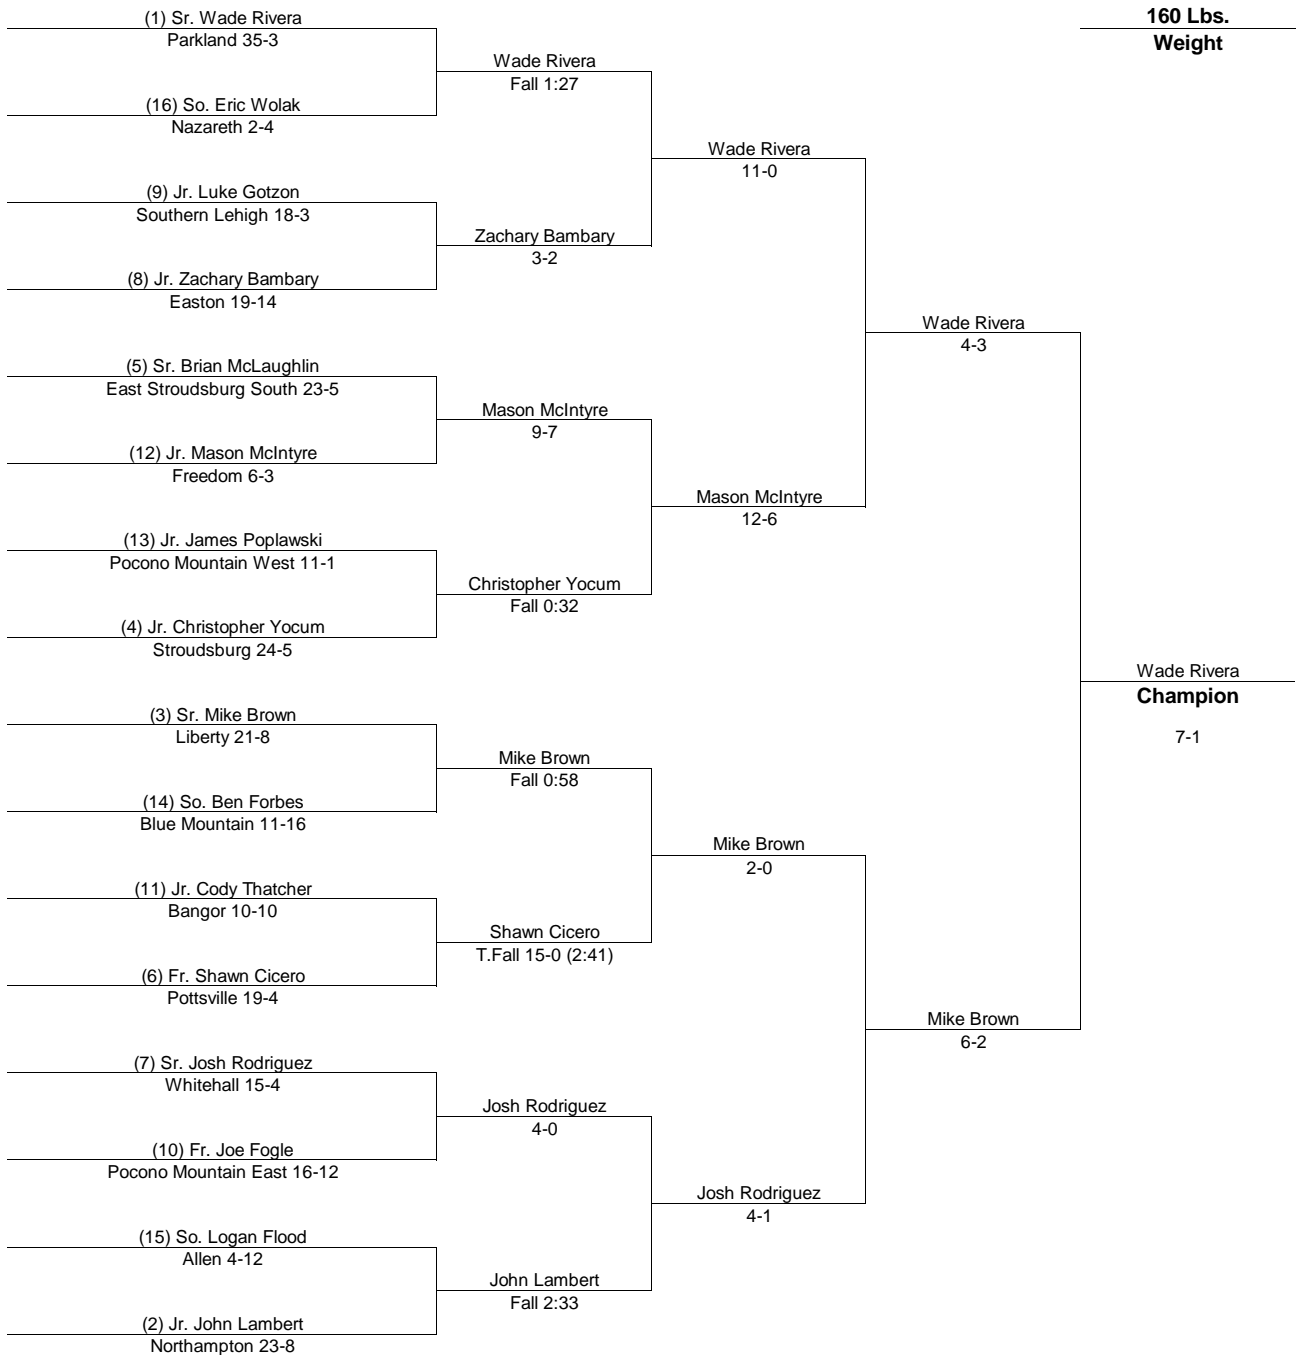 (1) Sr. Wade Rivera
Parkland 35-3
(16) So. Eric Wolak
Nazareth 2-4
(9) Jr. Luke Gotzon
Southern Lehigh 18-3
(8) Jr. Zachary Bambary
Easton 19-14
(5) Sr. Brian McLaughlin
East Stroudsburg South 23-5
(12) Jr. Mason McIntyre
Freedom 6-3
(13) Jr. James Poplawski
Pocono Mountain West 11-1
(4) Jr. Christopher Yocum
Stroudsburg 24-5
(3) Sr. Mike Brown
Liberty 21-8
(14) So. Ben Forbes
Blue Mountain 11-16
(11) Jr. Cody Thatcher
Bangor 10-10
(6) Fr. Shawn Cicero
Pottsville 19-4
(7) Sr. Josh Rodriguez
Whitehall 15-4
(10) Fr. Joe Fogle
Pocono Mountain East 16-12
(15) So. Logan Flood
Allen 4-12
(2) Jr. John Lambert
Northampton 23-8
Wade Rivera
Fall 1:27
Zachary Bambary
3-2
Mason McIntyre
9-7
Christopher Yocum
Fall 0:32
Mike Brown
Fall 0:58
Shawn Cicero
T.Fall 15-0 (2:41)
Josh Rodriguez
4-0
John Lambert
Fall 2:33
Wade Rivera
11-0
Mason McIntyre
12-6
Mike Brown
2-0
Josh Rodriguez
4-1
Wade Rivera
4-3
Mike Brown
6-2
160 Lbs.
Weight
Wade Rivera
Champion
7-1